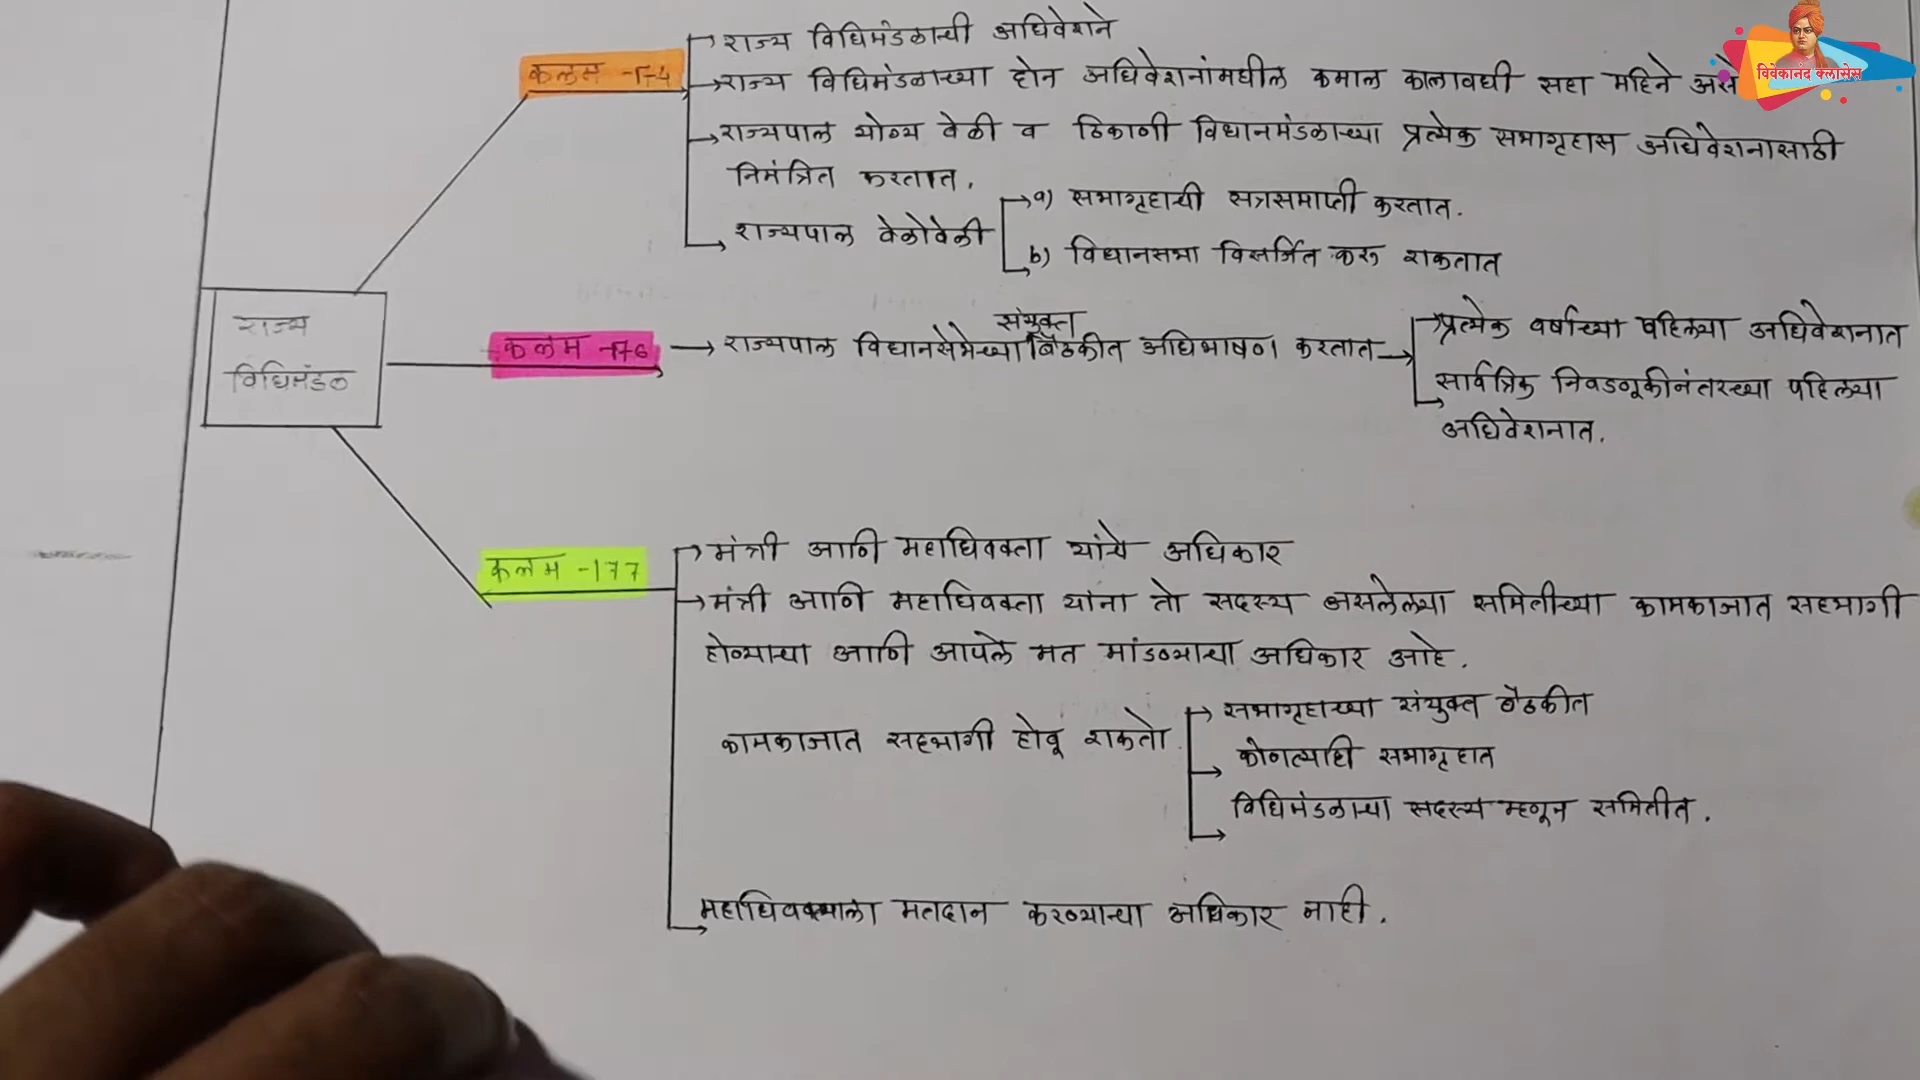 राज्य विधिमंडळाची अधिवेशने
कलम -174
राज्य विधिमंडळाच्या दोन अधिवेशनांमधील कमाल कालावधी सहा महिने असे
विवेकानंद क्लासेस
राज्यपाल योग्य वेळी व ठिकाणी विधानमंडळाच्या प्रत्येक सभागृहास अधिवेशनासाठी
निमंत्रित करतात.
राज्यपाल वेळोवेळी
a) सभागृहाची सत्रसमाप्ती करतात.
b) विधानसभा विसर्जित करू शकतात
राज्य
विधिमंडळ
कलम -176
संयुक्त
राज्यपाल विधानसभेच्या बैठकीत अभिभाषण करतात
प्रत्येक वर्षाच्या पहिल्या अधिवेशनात
सार्वत्रिक निवडणूकीनंतरच्या पहिल्या
अधिवेशनात.
कलम -177
मंत्री आणि महाधिवक्ता यांचे अधिकार
मंत्री आणि महाधिवक्ता यांना तो सदस्य असलेल्या समितीच्या कामकाजात सहभागी
होण्याचा आणि आपले मत मांडण्याचा अधिकार आहे.
कामकाजात सहभागी होवू शकतो
सभागृहाच्या संयुक्त बैठकीत
कोणत्याही सभागृहात
विधिमंडळाचा सदस्य म्हणून समितीत.
महाधिवक्त्याला मतदान करण्याचा अधिकार नाही.